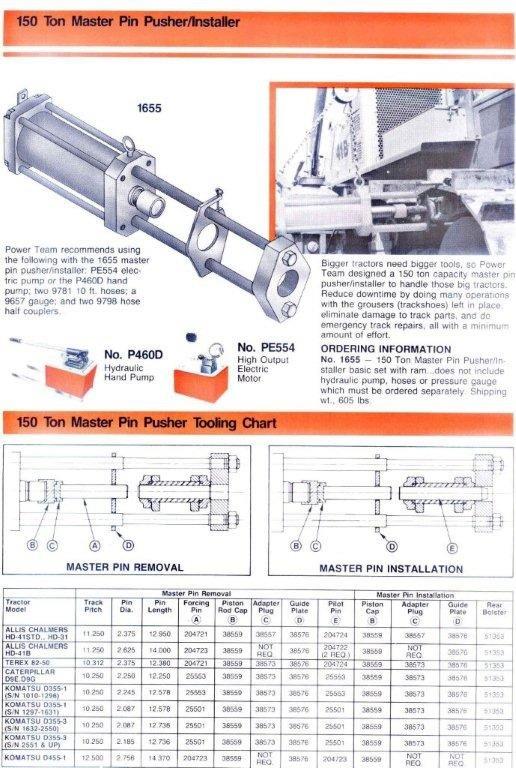 150 Ton Master Pin Pusher/Installer
1655
Power Team recommends using
the following with the 1655 master
pin pusher/installer: PE554 elec-
tric pump or the P460D hand
pump; two 9781 10 ft. hoses; a
9657 gauge; and two 9798 hose
half couplers.
No. P460D
Hydraulic
Hand Pump
No. PE554
High Output
Electric
Motor
Bigger tractors need bigger tools, so Power
Team designed a 150 ton capacity master pin
pusher/installer to handle those big tractors.
Reduce downtime by doing many operations
with the grousers (trackshoes) left in place,
eliminate damage to track parts, and do
emergency track repairs, all with a minimum
amount of effort.
ORDERING INFORMATION
No. 1655 — 150 Ton Master Pin Pusher/In-
staller basic set with ram...does not include
hydraulic pump, hoses or pressure gauge
which must be ordered separately. Shipping
wt., 605 lbs.
150 Ton Master Pin Pusher Tooling Chart
B C A D
MASTER PIN REMOVAL
B C D E
MASTER PIN INSTALLATION
Master Pin Removal Master Pin Installation
Tractor Model Track Pitch Pin Dia. Pin Length Forcing Pin A Piston Rod Cap B Adapter Plug C Guide Plate D Pilot Pin E Piston Cap B Adapter Plug C Guide Plate D Rear Bolster
ALLIS CHALMERS HD-41STD., HD-31 11.250 2.375 12.950 204721 38559 38557 38576 204724 38559 38557 38576 51353
ALLIS CHALMERS HD-41B 11.250 2.625 14.000 204723 38559 NOT REQ. 38576 204722 (2 REQ.) 38559 NOT REQ. 38576 51353
TEREX 82-50 10.312 2.375 12.380 204721 38559 38573 38576 204724 38559 38573 38576 51353
CATERPILLAR D9E,D9G 10.250 2.250 12.250 25553 38559 38573 38576 25553 38559 38573 38576 51353
KOMATSU D355-1 (S/N 1010-1296) 10.250 2.245 12.578 25553 38559 38573 38576 25553 38559 38573 38576 51353
KOMATSU D355-1 (S/N 1297-1631) 10.250 2.087 12.578 25501 38559 38573 38576 25501 38559 38573 38576 51353
KOMATSU D355-3 (S/N 1632-2550) 10.250 2.087 12.736 25501 38559 38573 38576 25501 38559 38573 38576 51353
KOMATSU D355-3 (S/N 2551 & UP) 10.250 2.185 12.736 25501 38559 38573 38576 25501 38559 38573 38576 51353
KOMATSU D455-1 12.500 2.756 14.370 204723 38559 NOT REQ. NOT REQ. 204723 38559 NOT REQ. NOT REQ. 51353